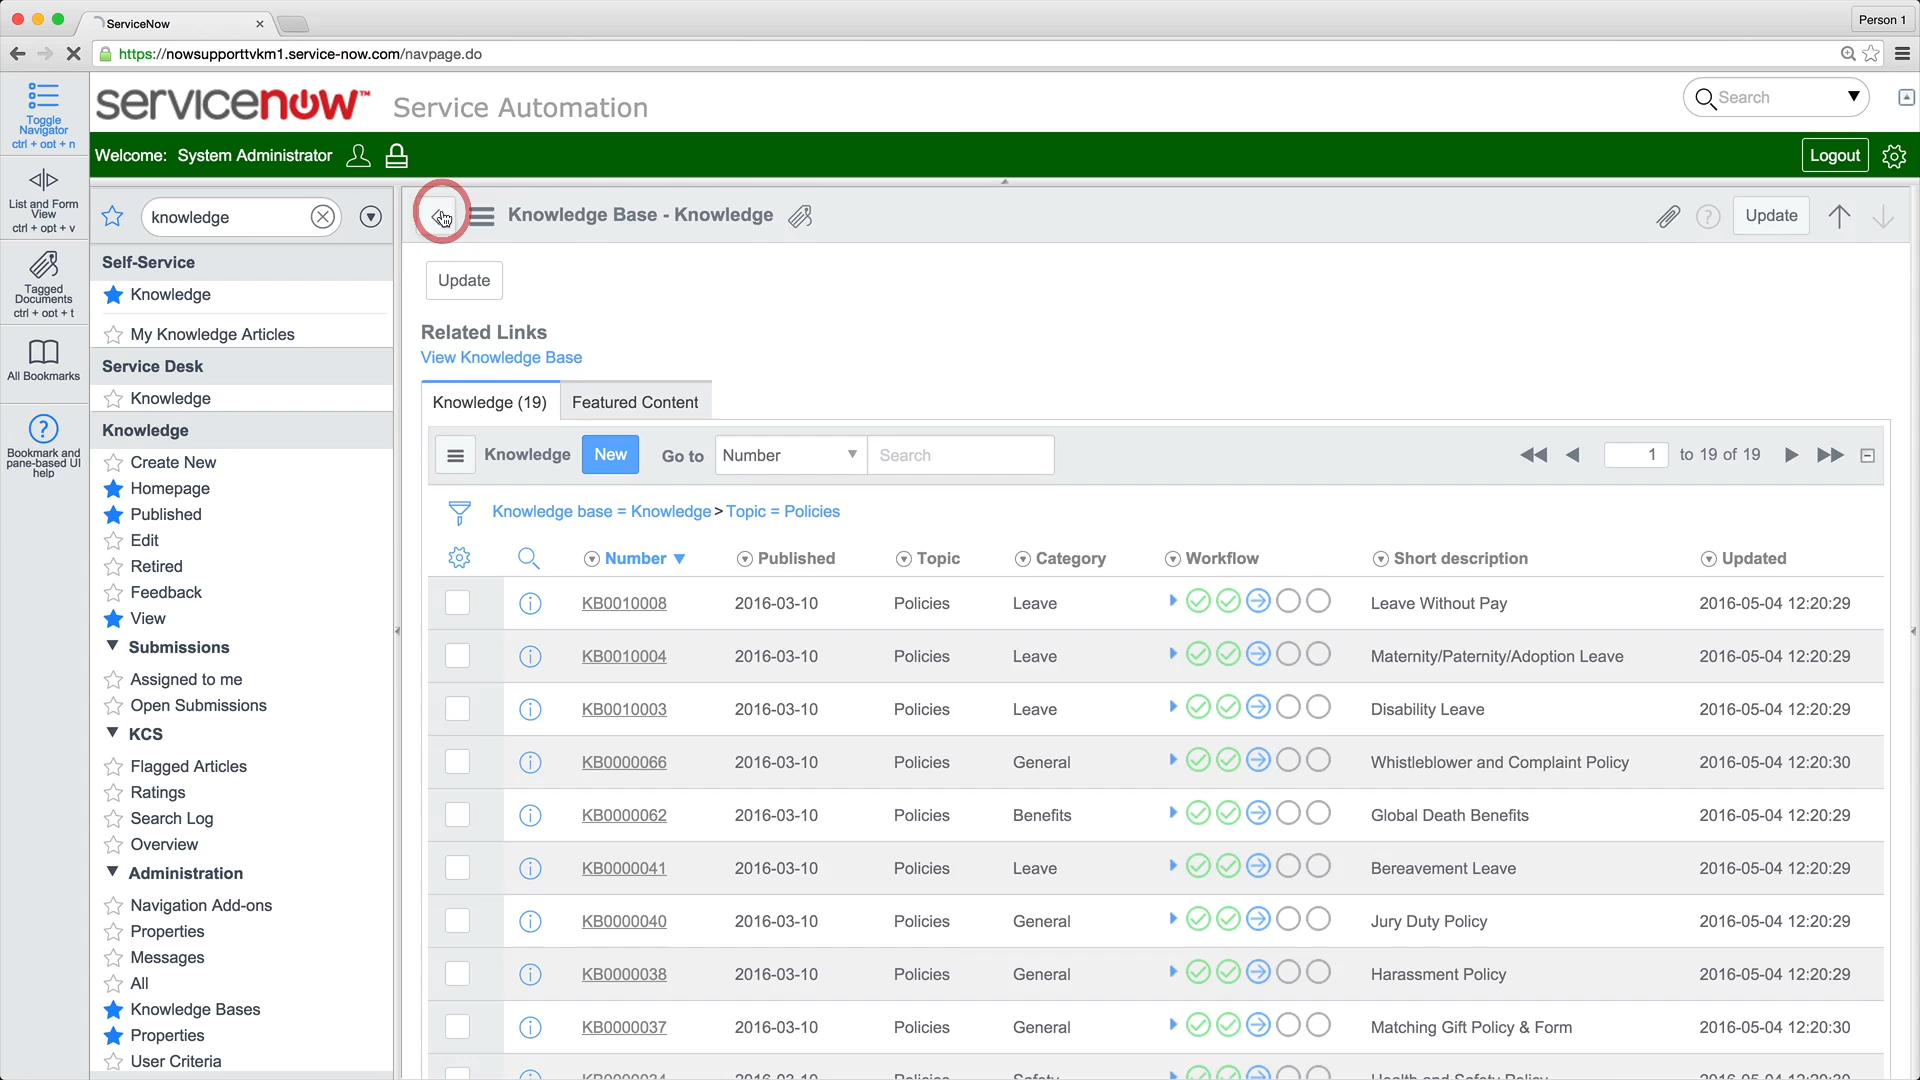 ServiceNow
Person 1
https://nowsupporttvkm1.service-now.com/navpage.do
servicenow™ Service Automation
Search
Welcome: System Administrator
Logout
Toggle
Navigator
ctrl + opt + n
List and Form
View
ctrl + opt + v
Tagged
Documents
ctrl + opt + t
All Bookmarks
Bookmark and
pane-based UI
help
knowledge
Self-Service
Knowledge
My Knowledge Articles
Service Desk
Knowledge
Knowledge
Create New
Homepage
Published
Edit
Retired
Feedback
View
Submissions
Assigned to me
Open Submissions
KCS
Flagged Articles
Ratings
Search Log
Overview
Administration
Navigation Add-ons
Properties
Messages
All
Knowledge Bases
Properties
User Criteria
Knowledge Base - Knowledge
Update
Update
Related Links
View Knowledge Base
Knowledge (19) Featured Content
Knowledge New Go to Number Search 1 to 19 of 19
Knowledge base = Knowledge > Topic = Policies
Number Published Topic Category Workflow Short description Updated
KB0010008 2016-03-10 Policies Leave Leave Without Pay 2016-05-04 12:20:29
KB0010004 2016-03-10 Policies Leave Maternity/Paternity/Adoption Leave 2016-05-04 12:20:29
KB0010003 2016-03-10 Policies Leave Disability Leave 2016-05-04 12:20:29
KB0000066 2016-03-10 Policies General Whistleblower and Complaint Policy 2016-05-04 12:20:30
KB0000062 2016-03-10 Policies Benefits Global Death Benefits 2016-05-04 12:20:29
KB0000041 2016-03-10 Policies Leave Bereavement Leave 2016-05-04 12:20:29
KB0000040 2016-03-10 Policies General Jury Duty Policy 2016-05-04 12:20:29
KB0000038 2016-03-10 Policies General Harassment Policy 2016-05-04 12:20:29
KB0000037 2016-03-10 Policies General Matching Gift Policy & Form 2016-05-04 12:20:30